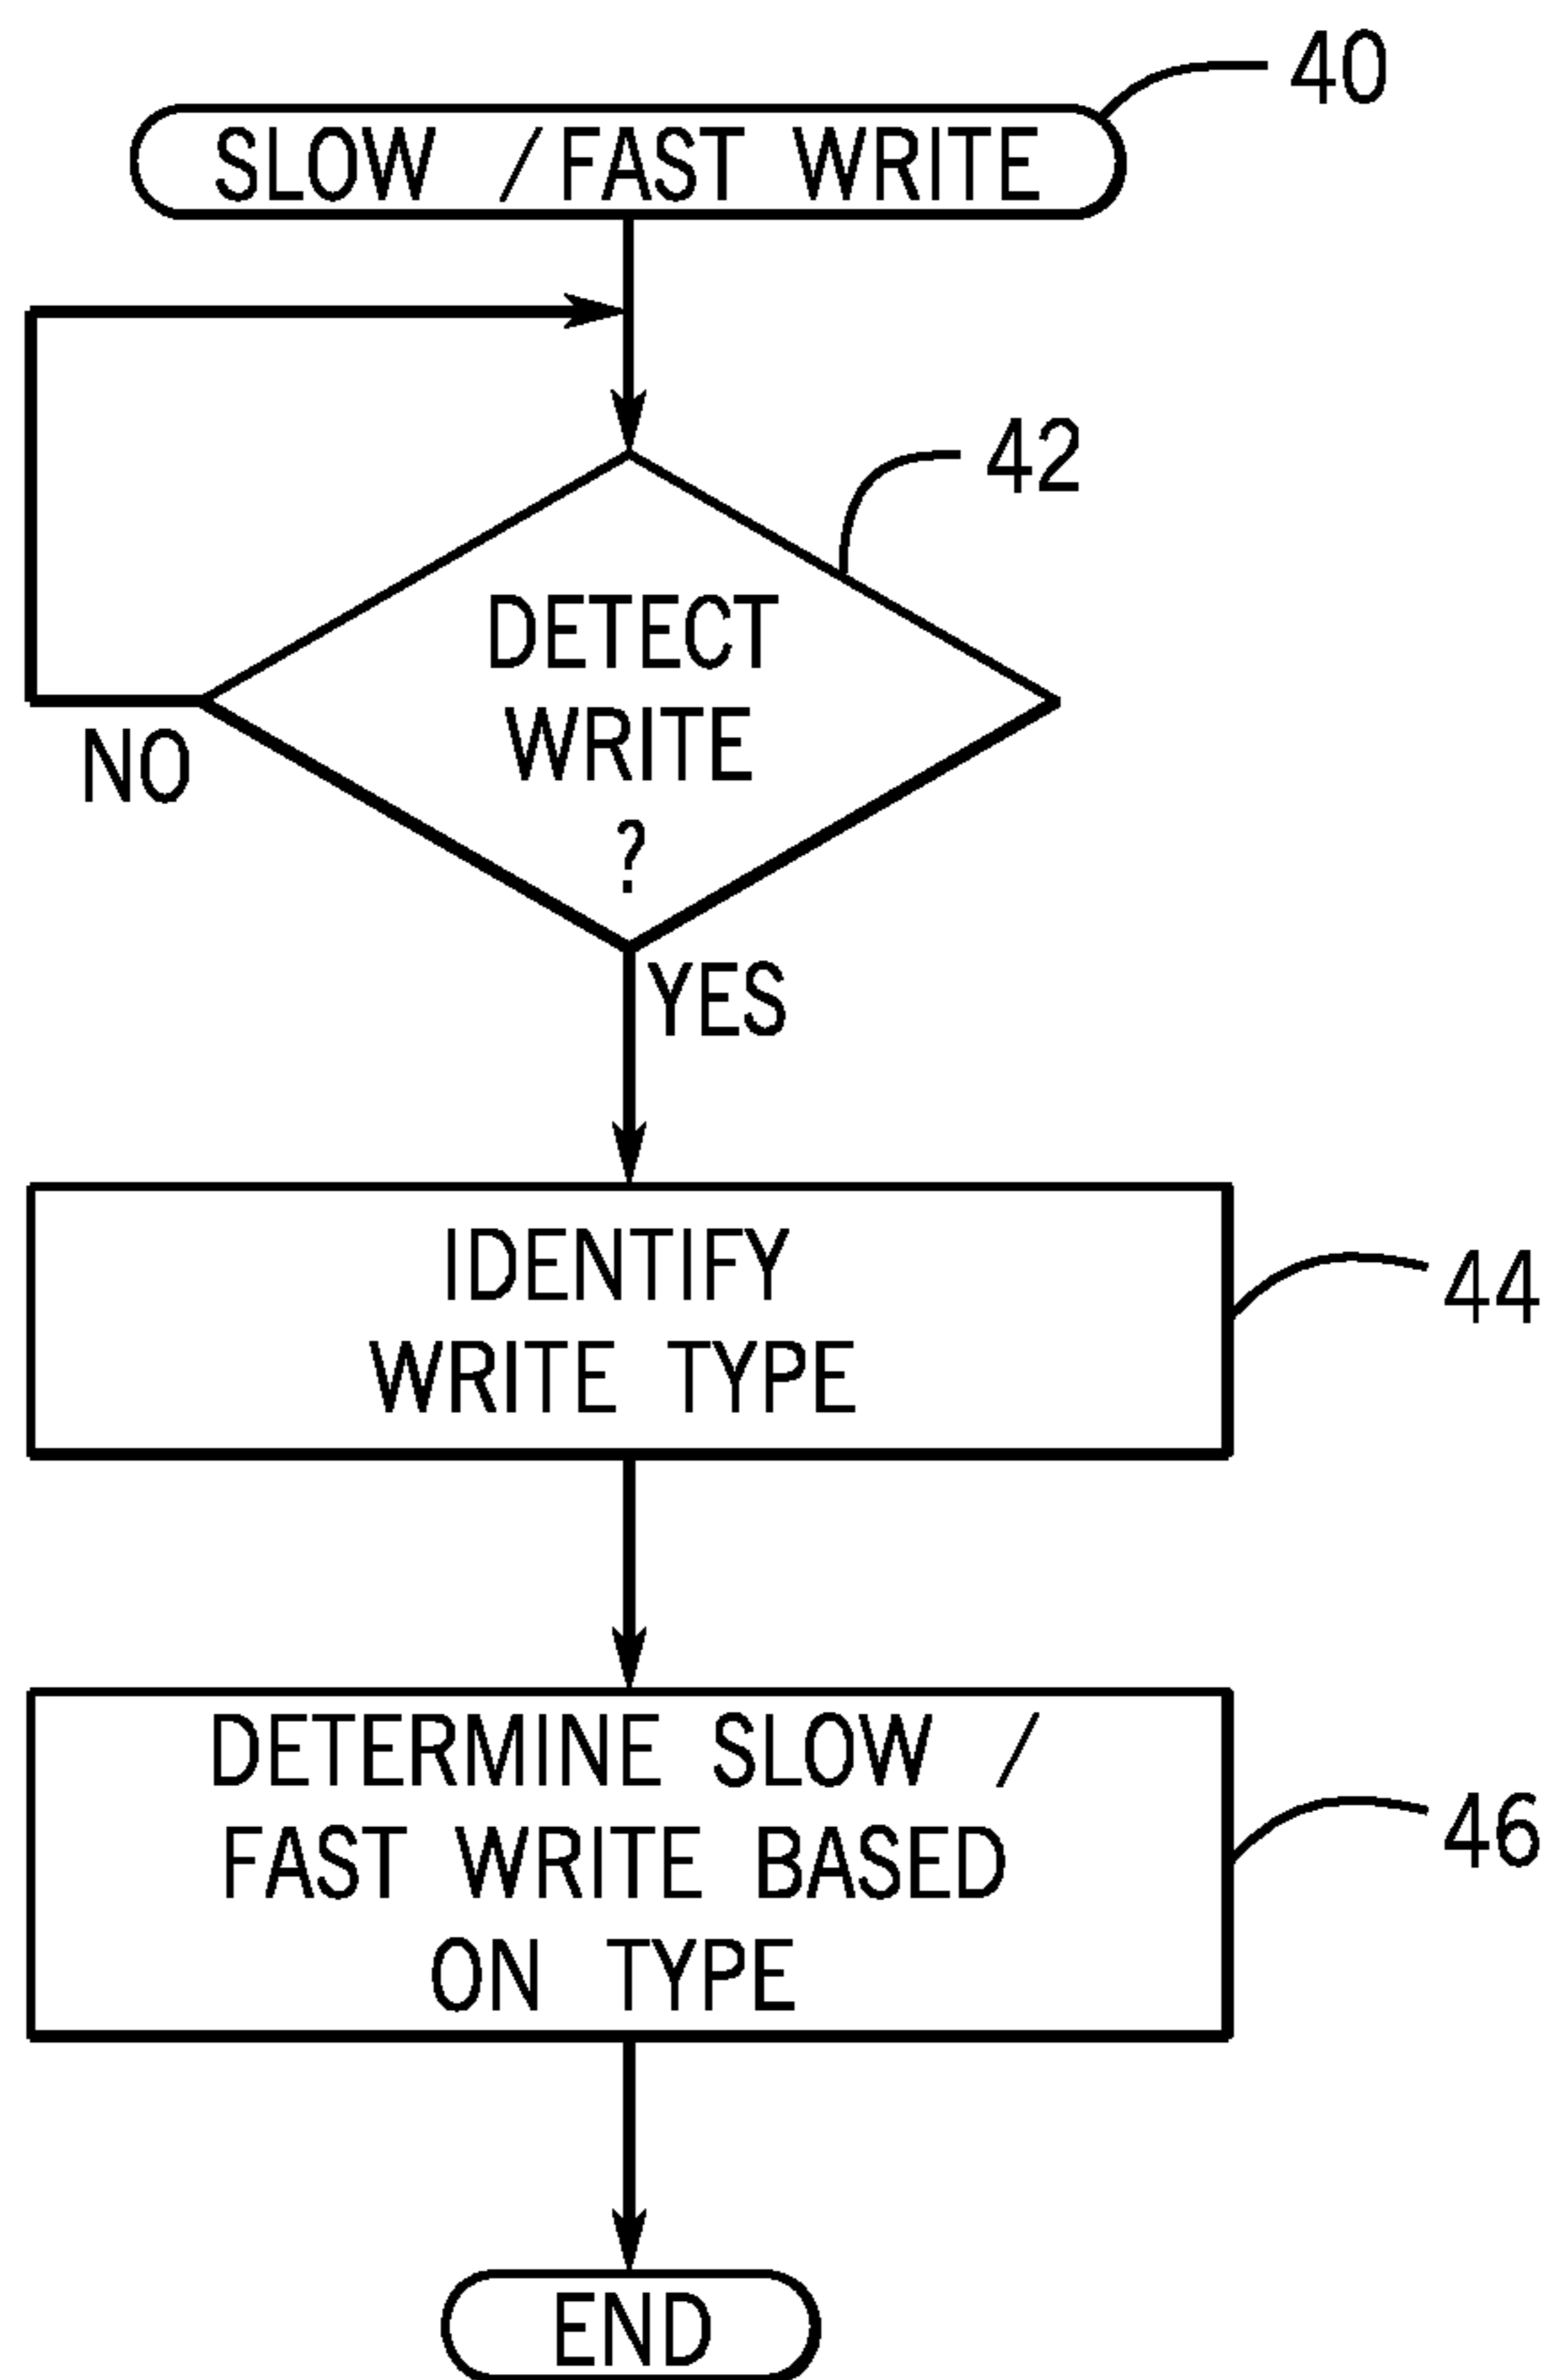 40
SLOW /FAST WRITE
42
DETECT
WRITE
?
NO
YES
IDENTIFY
WRITE TYPE
44
DETERMINE SLOW /
FAST WRITE BASED
ON TYPE
46
END